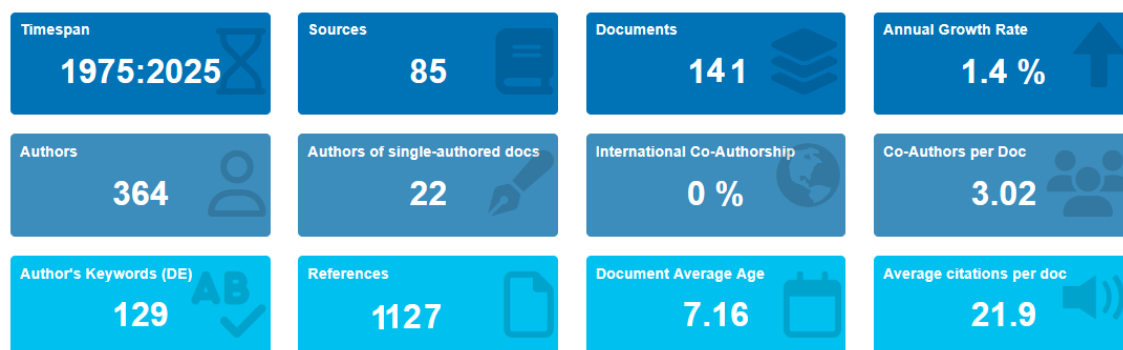 Timespan
1975:2025
Sources
85
Documents
141
Annual Growth Rate
1.4 %
Authors
364
Authors of single-authored docs
22
International Co-Authorship
0 %
Co-Authors per Doc
3.02
Author's Keywords (DE)
129
AB
References
1127
Document Average Age
7.16
Average citations per doc
21.9